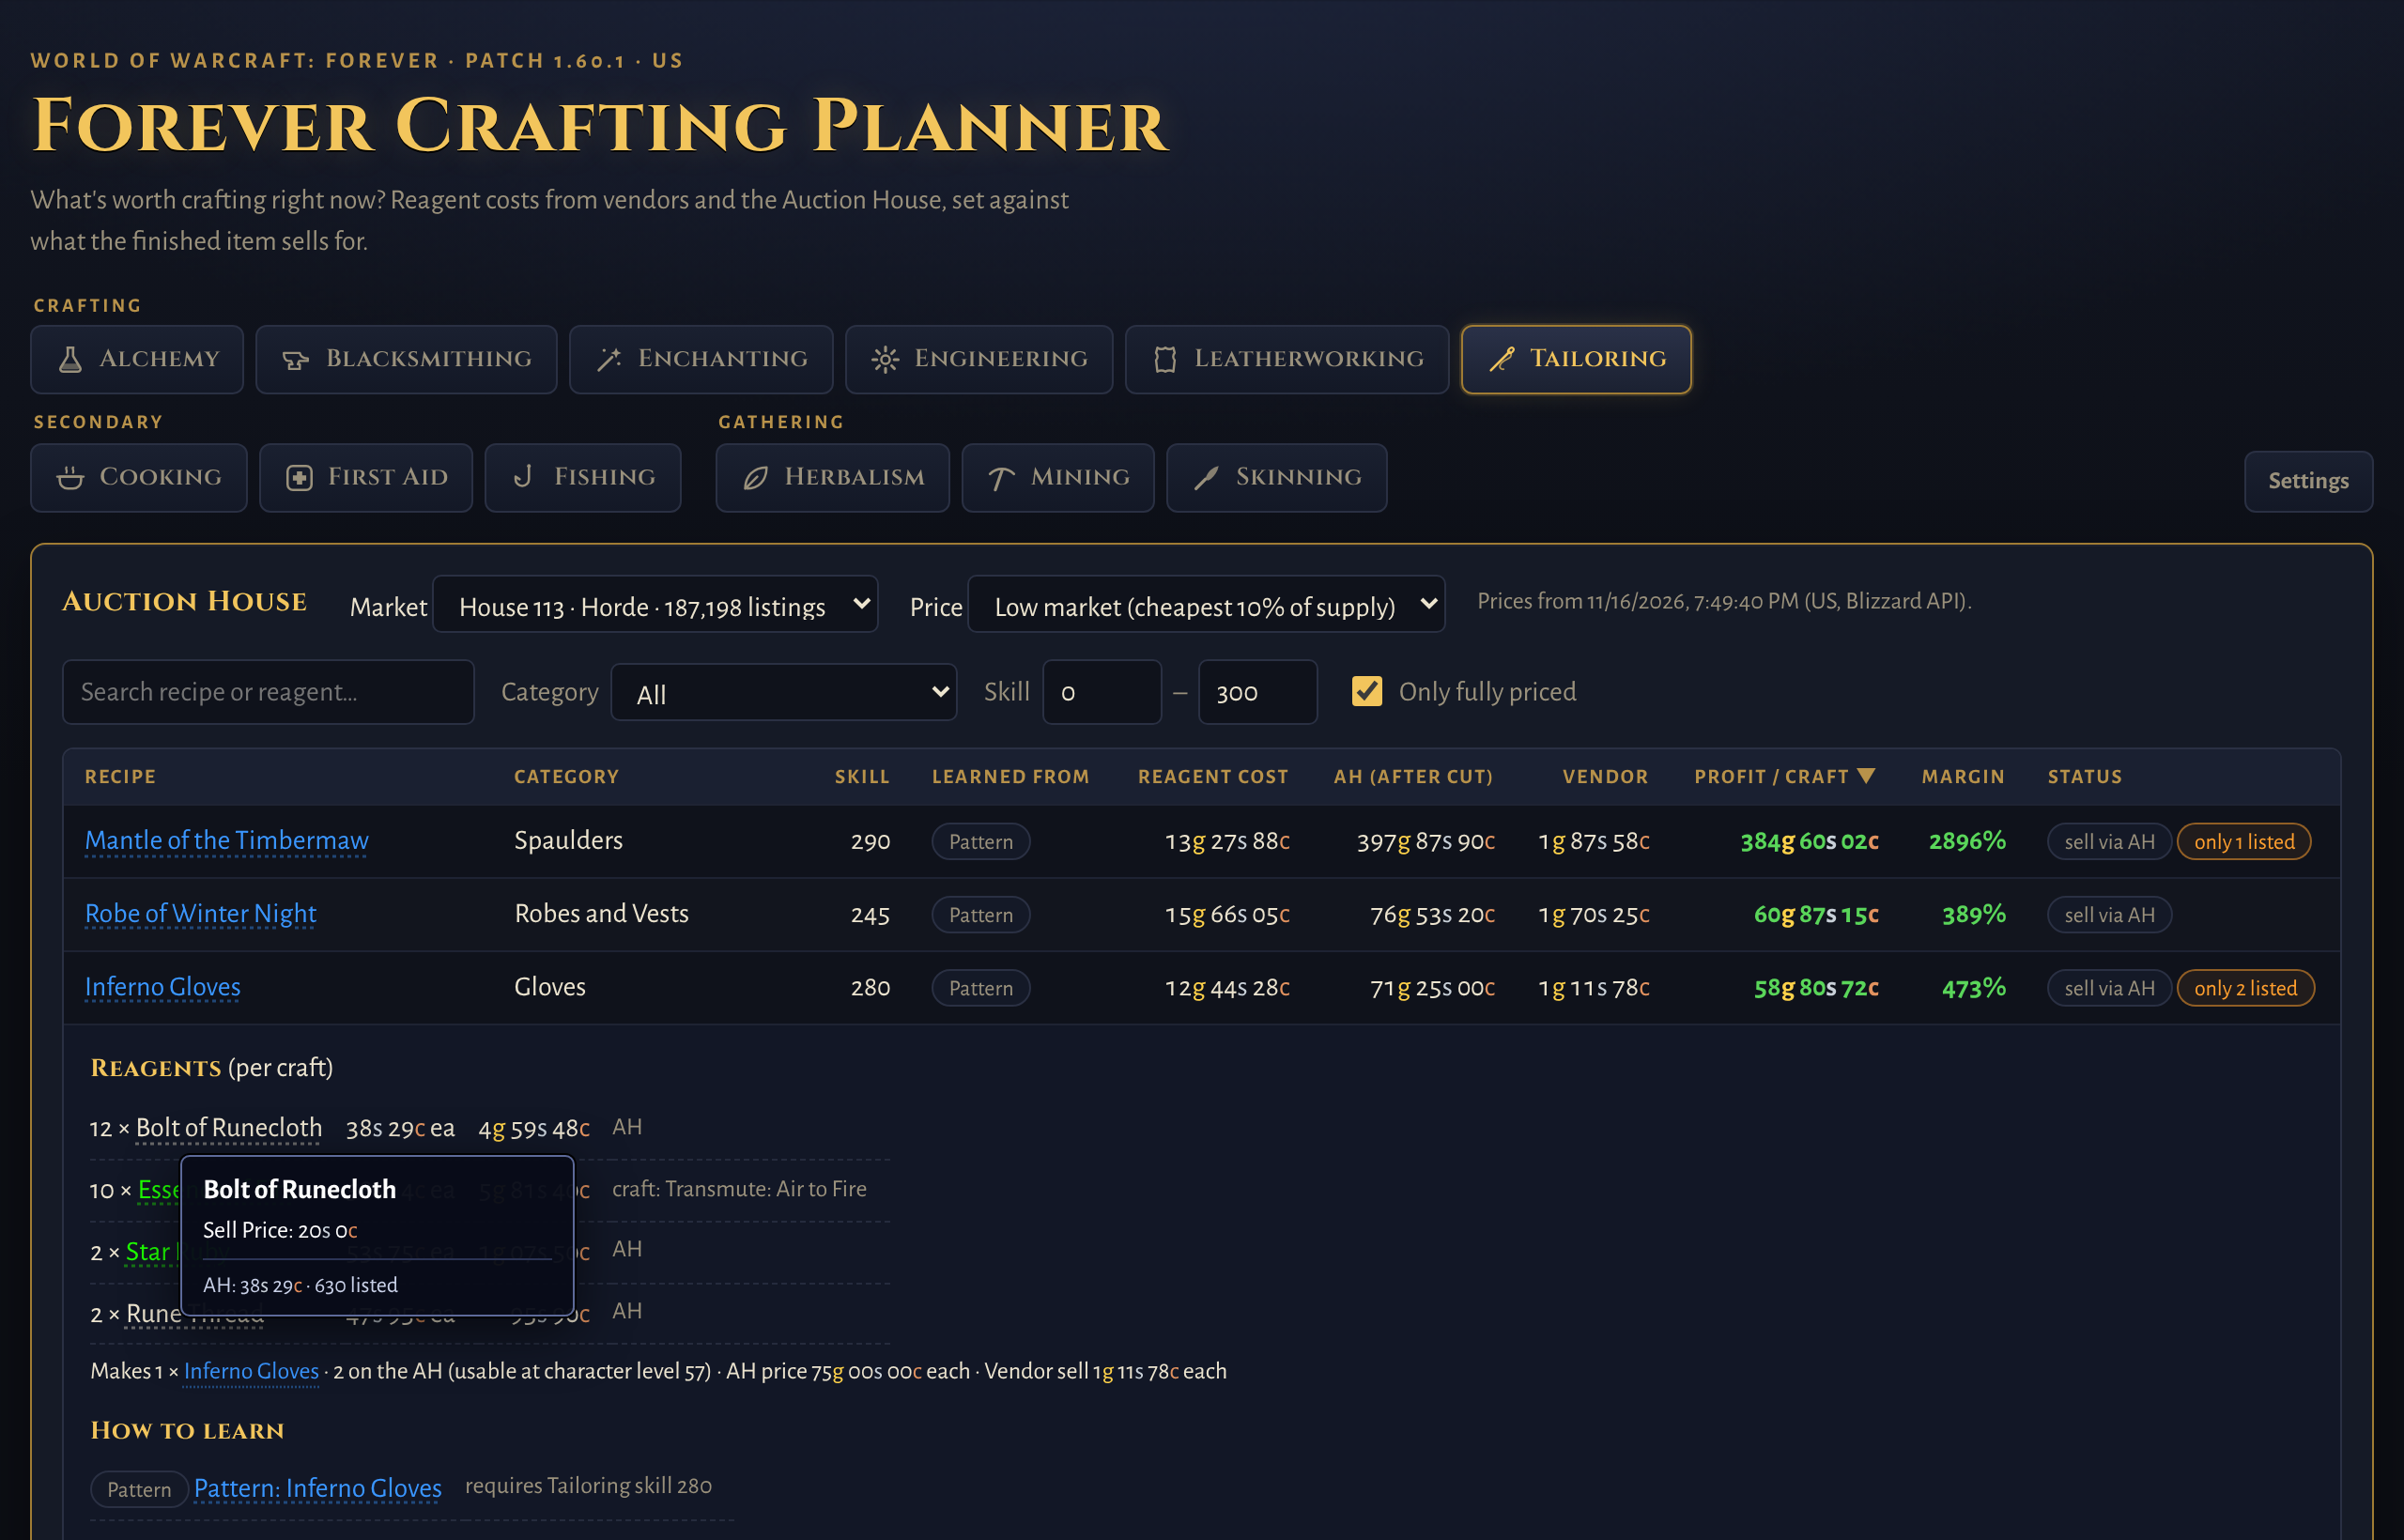 WORLD OF WARCRAFT: FOREVER · PATCH 1.60.1 · US
FOREVER CRAFTING PLANNER
What's worth crafting right now? Reagent costs from vendors and the Auction House, set against
what the finished item sells for.
CRAFTING
ALCHEMY BLACKSMITHING ENCHANTING ENGINEERING LEATHERWORKING TAILORING
SECONDARY GATHERING
COOKING FIRST AID FISHING HERBALISM MINING SKINNING Settings
AUCTION HOUSE Market House 113 · Horde · 187,198 listings Price Low market (cheapest 10% of supply) Prices from 11/16/2026, 7:49:40 PM (US, Blizzard API).
Search recipe or reagent... Category All Skill 0 – 300 Only fully priced
RECIPE CATEGORY SKILL LEARNED FROM REAGENT COST AH (AFTER CUT) VENDOR PROFIT / CRAFT ▼ MARGIN STATUS
Mantle of the Timbermaw Spaulders 290 Pattern 13g 27s 88c 397g 87s 90c 1g 87s 58c 384g 60s 02c 2896% sell via AH only 1 listed
Robe of Winter Night Robes and Vests 245 Pattern 15g 66s 05c 76g 53s 20c 1g 70s 25c 60g 87s 15c 389% sell via AH
Inferno Gloves Gloves 280 Pattern 12g 44s 28c 71g 25s 00c 1g 11s 78c 58g 80s 72c 473% sell via AH only 2 listed
REAGENTS (per craft)
12 × Bolt of Runecloth 38s 29c ea 4g 59s 48c AH
10 × craft: Transmute: Air to Fire
2 × Star AH
2 × Rune Thread AH
Bolt of Runecloth
Sell Price: 20s 0c
AH: 38s 29c · 630 listed
Makes 1 × Inferno Gloves · 2 on the AH (usable at character level 57) · AH price 75g 00s 00c each · Vendor sell 1g 11s 78c each
HOW TO LEARN
Pattern Pattern: Inferno Gloves requires Tailoring skill 280